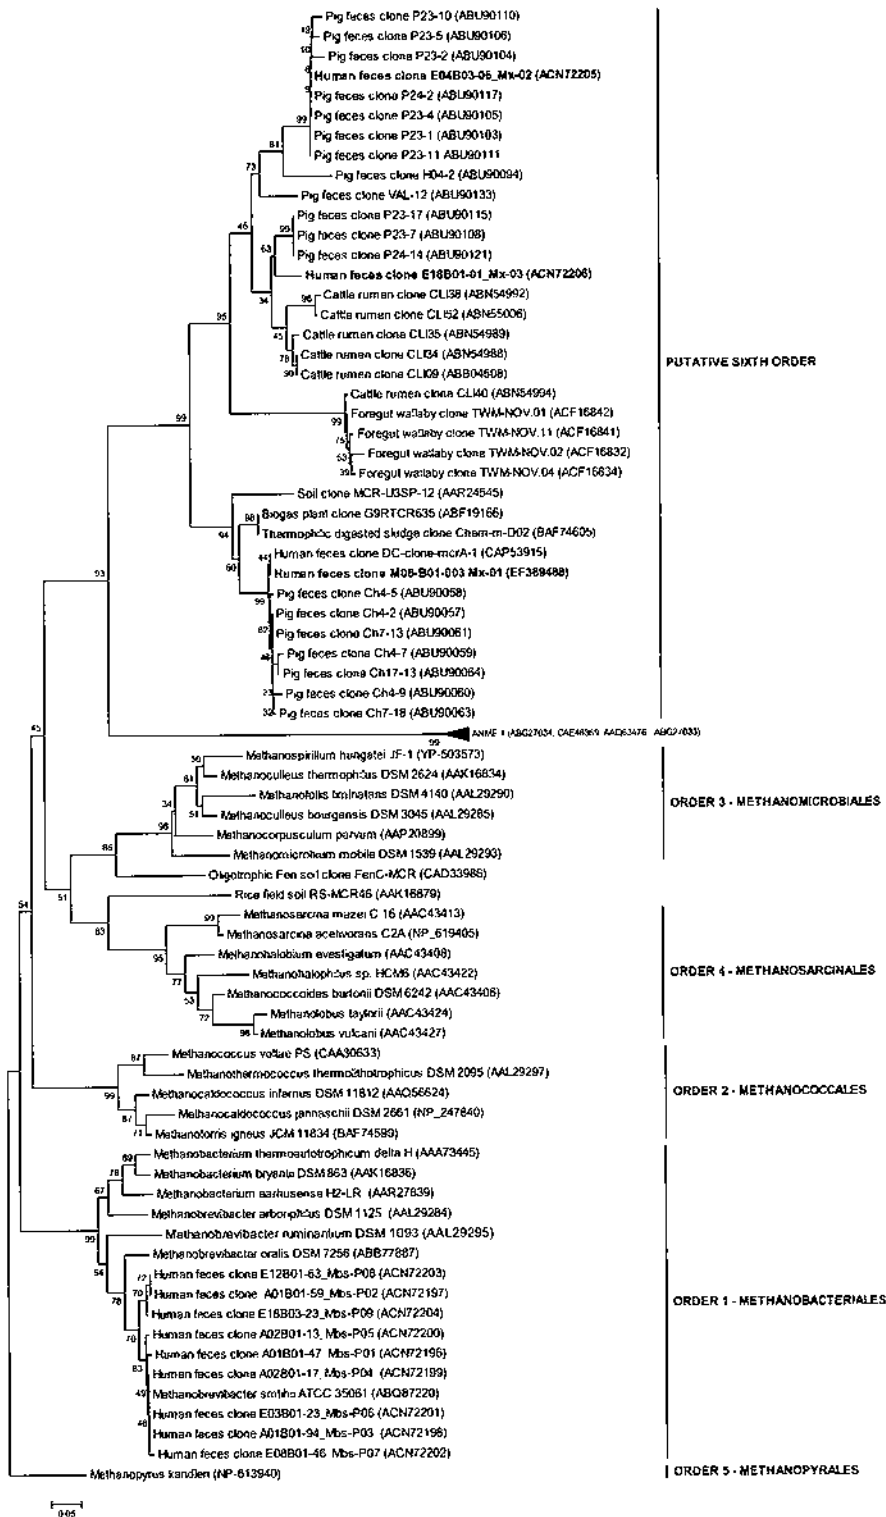 Pig feces clone P23-10 (ABU90110)
Pig feces clone P23-5 (ABU90106)
Pig feces clone P23-2 (ABU90104)
Human feces clone E04B03-06_Mx-02 (ACN72205)
Pig feces clone P24-2 (ABU90117)
Pig feces clone P23-4 (ABU90105)
Pig feces clone P23-1 (ABU90103)
Pig feces clone P23-11 ABU90111
Pig feces clone H04-2 (ABU90094)
Pig feces clone VAL-12 (ABU90133)
Pig feces clone P23-17 (ABU90115)
Pig feces clone P23-7 (ABU90108)
Pig feces clone P24-14 (ABU90121)
Human feces clone E18B01-01_Mx-03 (ACN72206)
Cattle rumen clone CLI38 (ABN54992)
Cattle rumen clone CLI52 (ABN55006)
Cattle rumen clone CLI35 (ABN54989)
Cattle rumen clone CLI34 (ABN54988)
Cattle rumen clone CLI09 (ABB04508)
PUTATIVE SIXTH ORDER
Cattle rumen clone CLI40 (ABN54994)
Foregut wallaby clone TWM-NOV.01 (ACF16842)
Foregut wallaby clone TWM-NOV.11 (ACF16841)
Foregut wallaby clone TWM-NOV.02 (ACF16832)
Foregut wallaby clone TWM-NOV.04 (ACF16834)
Soil clone MCR-U3SP-12 (AAR24545)
Biogas plant clone G9RTCR635 (ABF19166)
Thermophilic digested sludge clone Chem-m-D02 (BAF74605)
Human feces clone DC-clone-mcrA-1 (CAP53915)
Human feces clone M08-B01-003 Mx-01 (EF389488)
Pig feces clone Ch4-5 (ABU90058)
Pig feces clone Ch4-2 (ABU90057)
Pig feces clone Ch7-13 (ABU90061)
Pig feces clone Ch4-7 (ABU90059)
Pig feces clone Ch17-13 (ABU90064)
Pig feces clone Ch4-9 (ABU90060)
Pig feces clone Ch7-18 (ABU90063)
Methanospirillum hungatei JF-1 (YP-503573)
Methanoculleus thermophilus DSM 2624 (AAK16834)
Methanofollis liminatans DSM 4140 (AAL29290)
ORDER 3 - METHANOMICROBIALES
Methanoculleus bourgensis DSM 3045 (AAL29285)
Methanocorpusculum parvum (AAP20899)
Methanomicrobium mobile DSM 1539 (AAL29293)
Oligotrophic Fen soil clone FenC-MCR (CAD33986)
Rice field soil RS-MCR46 (AAK16879)
Methanosarcina mazei C 16 (AAC43413)
Methanosarcina acetivorans C2A (NP_619405)
Methanohalobium evestigatum (AAC43408)
Methanohalophilus sp. HCM6 (AAC43422)
ORDER 4 - METHANOSARCINALES
Methanococcoides burtonii DSM 6242 (AAC43406)
Methanolobus taylorii (AAC43424)
Methanolobus vulcani (AAC43427)
Methanococcus voltae PS (CAA30633)
Methanothermococcus thermolithotrophicus DSM 2095 (AAL29297)
Methanocaldococcus infernus DSM 11812 (AAQ56624)
ORDER 2 - METHANOCOCCALES
Methanocaldococcus jannaschii DSM 2661 (NP_247840)
Methanotorris igneus JCM 11834 (BAF74599)
Methanobacterium thermoautotrophicum delta H (AAA73445)
Methanobacterium bryantii DSM 863 (AAK16836)
Methanobacterium aarhusense H2-LR (AAR27839)
Methanobrevibacter arboriphilus DSM 1125 (AAL29284)
Methanobrevibacter ruminantium DSM 1093 (AAL29295)
Methanobrevibacter oralis DSM 7256 (ABB77887)
Human feces clone E12B01-63_Mbs-P08 (ACN72203)
Human feces clone A01B01-59_Mbs-P02 (ACN72197)
ORDER 1 - METHANOBACTERIALES
Human feces clone E18B03-23_Mbs-P09 (ACN72204)
Human feces clone A02B01-13_Mbs-P05 (ACN72200)
Human feces clone A01B01-47_Mbs-P01 (ACN72196)
Human feces clone A02B01-17_Mbs-P04 (ACN72199)
Methanobrevibacter smithii ATCC 35061 (ABQ87220)
Human feces clone E03B01-23_Mbs-P06 (ACN72201)
Human feces clone A01B01-94_Mbs-P03 (ACN72198)
Human feces clone E08B01-46 Mbs-P07 (ACN72202)
Methanopyrus kandleri (NP-613940)
ORDER 5 - METHANOPYRALES
0.05